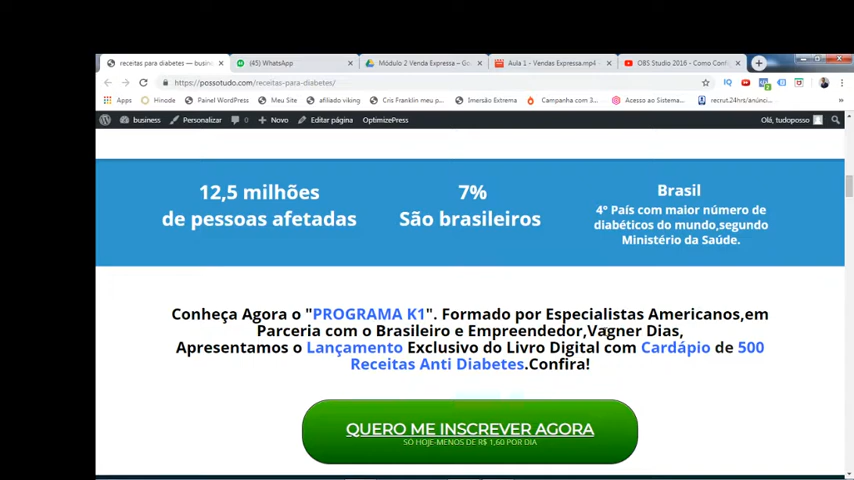 receitas para diabetes — busin
(45) WhatsApp
Módulo 2 Venda Expressa – Go
Aula 1 - Vendas Expressa.mp4
OBS Studio 2016 - Como Conf
https://possotudo.com/receitas-para-diabetes/
Apps
Hinode
Painel WordPress
Meu Site
afiliado viking
Cris Franklin meu p...
Imersão Extrema
Campanha c/om 3...
Acesso ao Sistema...
recrut.24hrs/anúnci...
business
Personalizar
0
Novo
Editar página
OptimizePress
Olá, tudoposso
12,5 milhões
de pessoas afetadas
7%
São brasileiros
Brasil
4º País com maior número de
diabéticos do mundo,segundo
Ministério da Saúde.
Conheça Agora o "PROGRAMA K1". Formado por Especialistas Americanos,em
Parceria com o Brasileiro e Empreendedor,Vagner Dias,
Apresentamos o Lançamento Exclusivo do Livro Digital com Cardápio de 500
Receitas Anti Diabetes.Confira!
QUERO ME INSCREVER AGORA
SÓ HOJE-MENOS DE R$ 1,60 POR DIA